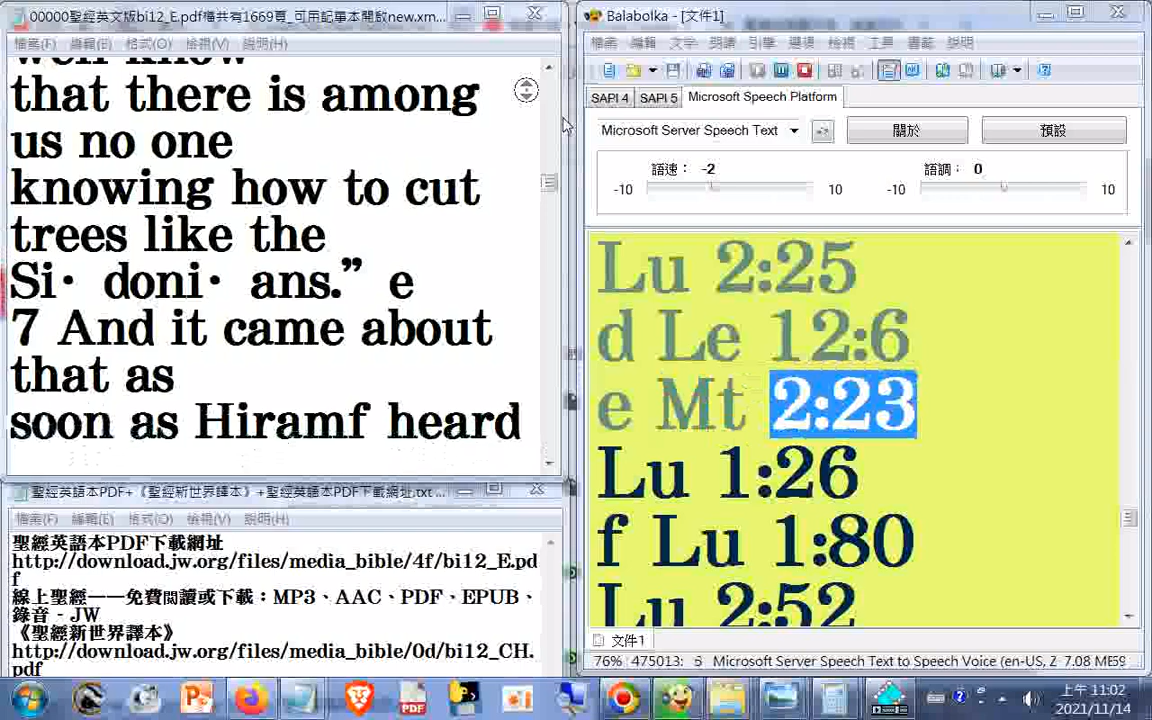 00000聖經英文版bi12_E.pdf檔共有1669頁_可用記事本開啟new.xm...
檔案(F) 編輯(E) 格式(O) 檢視(V) 說明(H)
well know
that there is among
us no one
knowing how to cut
trees like the
Si· doni· ans.” e
7 And it came about
that as
soon as Hiramf heard
聖經英語本PDF+《聖經新世界譯本》+聖經英語本PDF下載網址.txt ...
檔案(F) 編輯(E) 格式(O) 檢視(V) 說明(H)
聖經英語本PDF下載網址
http://download.jw.org/files/media_bible/4f/bi12_E.pd
f
線上聖經——免費閱讀或下載：MP3、AAC、PDF、EPUB、
錄音 - JW
《聖經新世界譯本》
http://download.jw.org/files/media_bible/0d/bi12_CH.
pdf
Balabolka - [文件1]
檔案 編輯 文字 朗讀 引擎 選項 檢視 工具 書籤 說明
SAPI 4 SAPI 5 Microsoft Speech Platform
Microsoft Server Speech Text 關於 預設
語速： -2 語調： 0
-10 10 -10 10
Lu 2:25
d Le 12:6
e Mt 2:23
Lu 1:26
f Lu 1:80
Lu 2:52
文件1
76% 475013: 6 Microsoft Server Speech Text to Speech Voice (en-US, Z 7.08 ME
上午 11:02
2021/11/14